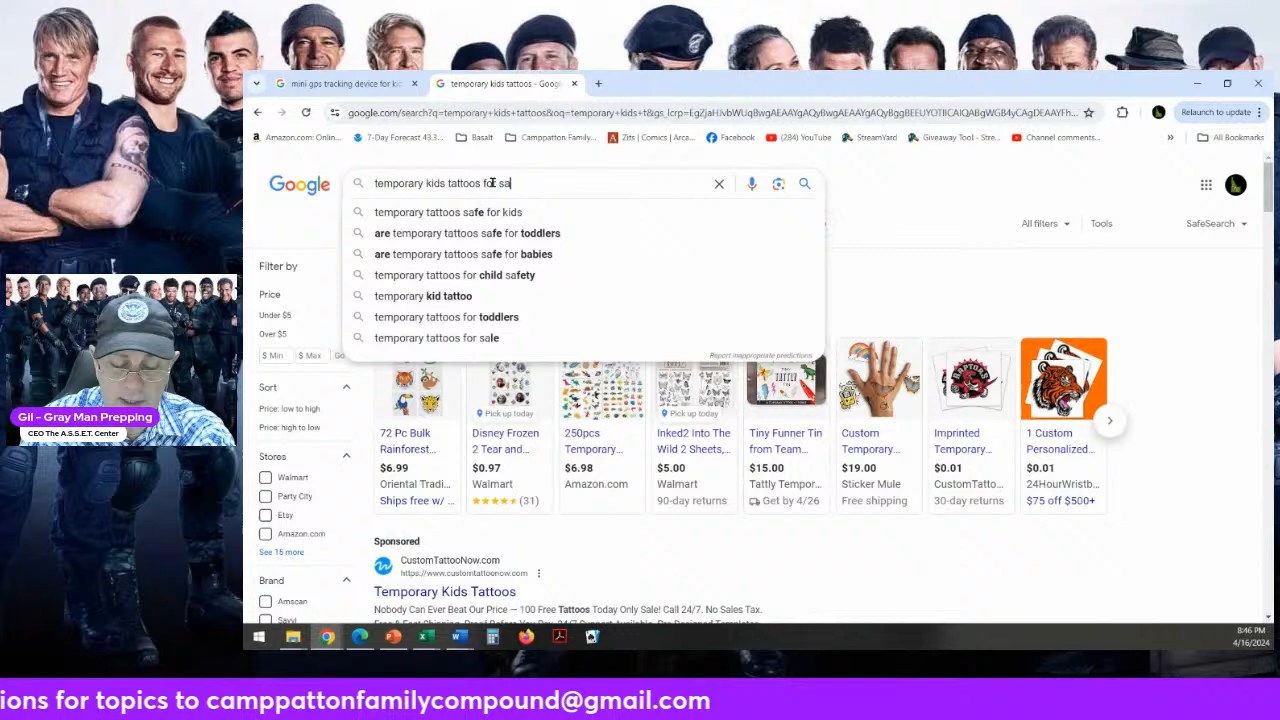 mini gps tracking device for ki
temporary kids tattoos - Googl
google.com/search?q=temporary+kids+tattoos&oq=temporary+kids+t&gs_lcrp=
Relaunch to update
Amazon.com: Onlin...
7-Day Forecast 43.3...
Basalt
Camppatton Family...
Zits | Comics | Arca...
Facebook
(284) YouTube
StreamYard
Giveaway Tool - Stre...
Channel comments...
All Bookmarks
Google
temporary kids tattoos for sa
All filters
Tools
SafeSearch
temporary tattoos safe for kids
are temporary tattoos safe for toddlers
are temporary tattoos safe for babies
temporary tattoos for child safety
temporary kid tattoo
temporary tattoos for toddlers
temporary tattoos for sale
Report inappropriate predictions
Filter by
Price
Under $5
Over $5
$ Min
$ Max
Go
Sort
Price: low to high
Price: high to low
Stores
Walmart
Party City
Etsy
Amazon.com
See 15 more
Brand
Amscan
Savvi
Pick up today
Pick up today
RAPTORS
72 Pc Bulk Rainforest...
$6.99
Oriental Tradi...
Ships free w/ ...
Disney Frozen 2 Tear and...
$0.97
Walmart
(31)
250pcs Temporary...
$6.98
Amazon.com
Inked2 Into The Wild 2 Sheets,...
$5.00
Walmart
90-day returns
Tiny Fumer Tin from Team...
$15.00
Tattly Tempor...
Get by 4/26
Custom Temporary...
$19.00
Sticker Mule
Free shipping
Imprinted Temporary...
$0.01
CustomTatto...
30-day returns
1 Custom Personalized...
$0.01
24HourWristb...
$75 off $500+
Sponsored
CustomTattooNow.com
https://www.customtattoonow.com
Temporary Kids Tattoos
Nobody Can Ever Beat Our Price — 100 Free Tattoos Today Only Sale! Call 24/7. No Sales Tax.
8:46 PM
4/16/2024
Gil - Gray Man Prepping
CEO The A.S.S.E.T. Center
ions for topics to camppattonfamilycompound@gmail.com